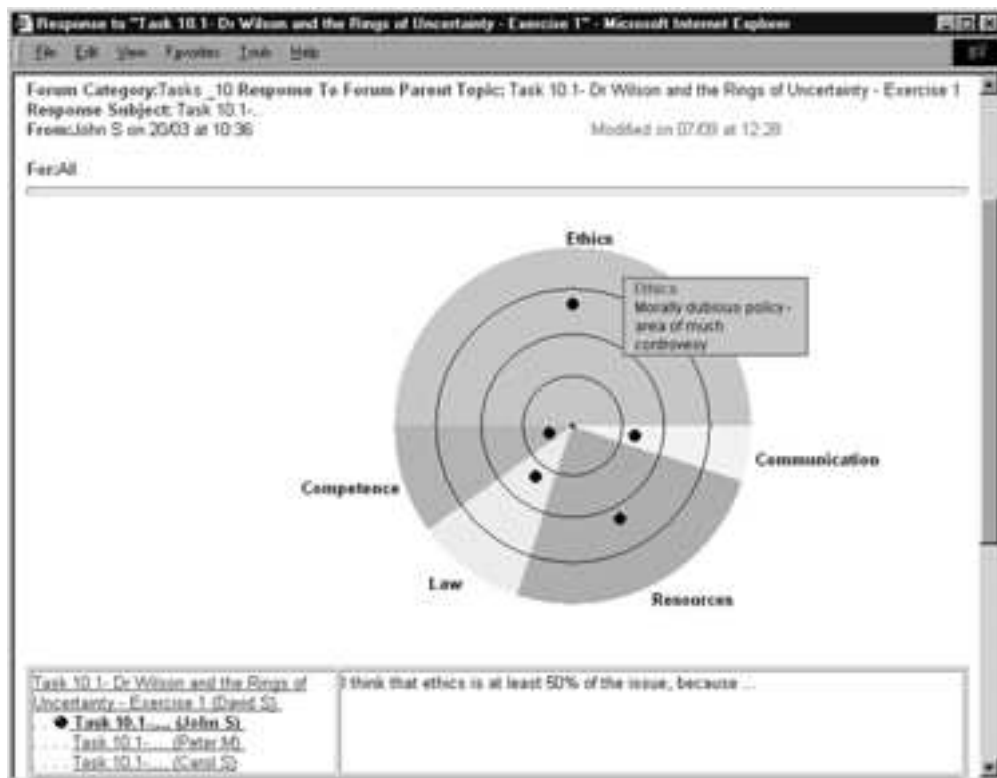 Response to "Task 10.1- Dr Wilson and the Rings of Uncertainty - Exercise 1" - Microsoft Internet Explorer
File Edit View Favorites Tools Help
Forum Category:Tasks _10 Response To Forum Parent Topic: Task 10.1- Dr Wilson and the Rings of Uncertainty - Exercise 1
Response Subject: Task 10.1-..
From:John S on 20/03 at 10:36 Modified on 07/09 at 12:28
For:All
Ethics
Ethics
Morally dubious policy -
area of much
controvesy
Communication
Competence
Law
Resources
Task 10.1- Dr Wilson and the Rings of
Uncertainty - Exercise 1 (David S).
I think that ethics is at least 50% of the issue, because ...
. . Task 10.1-.... (John S).
. . . . Task 10.1-.... (Peter M)
. . . . Task 10.1-.... (Carol S)